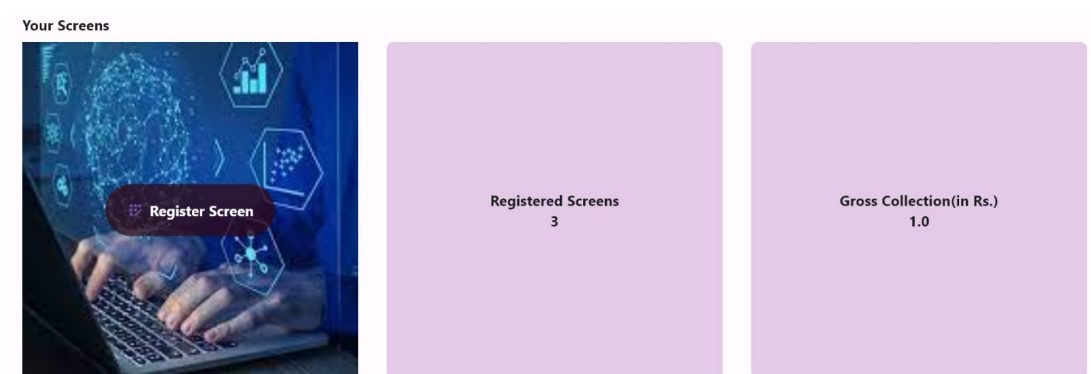 Your Screens
Register Screen
Registered Screens
3
Gross Collection(in Rs.)
1.0